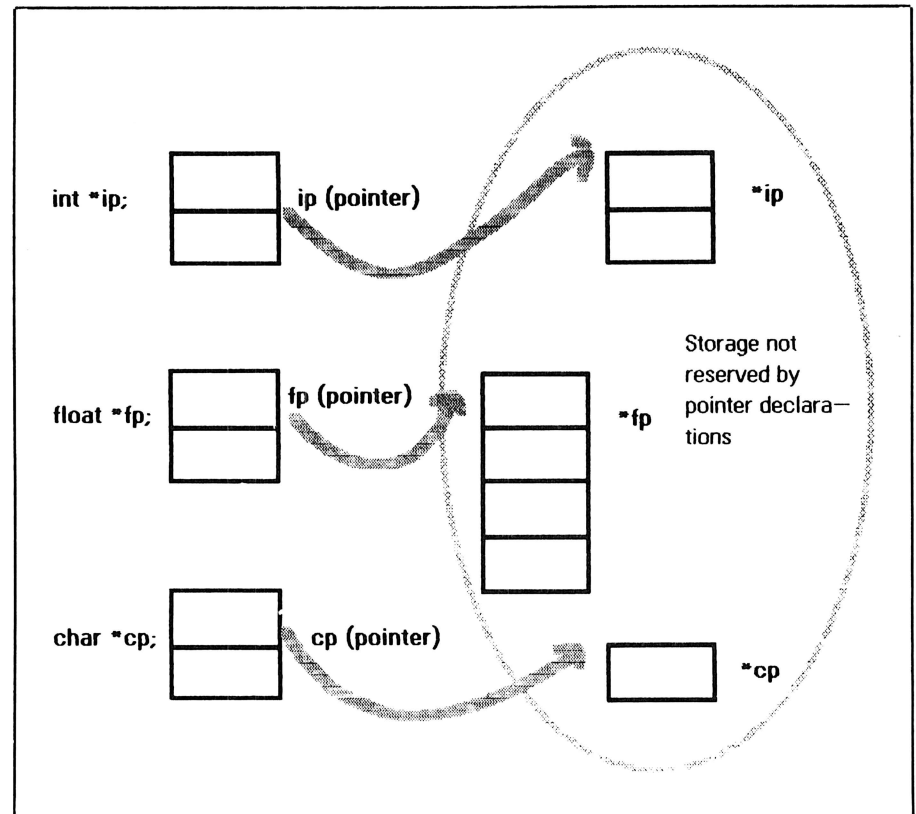 int *ip;
ip (pointer)
*ip
float *fp;
fp (pointer)
*fp
Storage not
reserved by
pointer declara—
tions
char *cp;
cp (pointer)
*cp